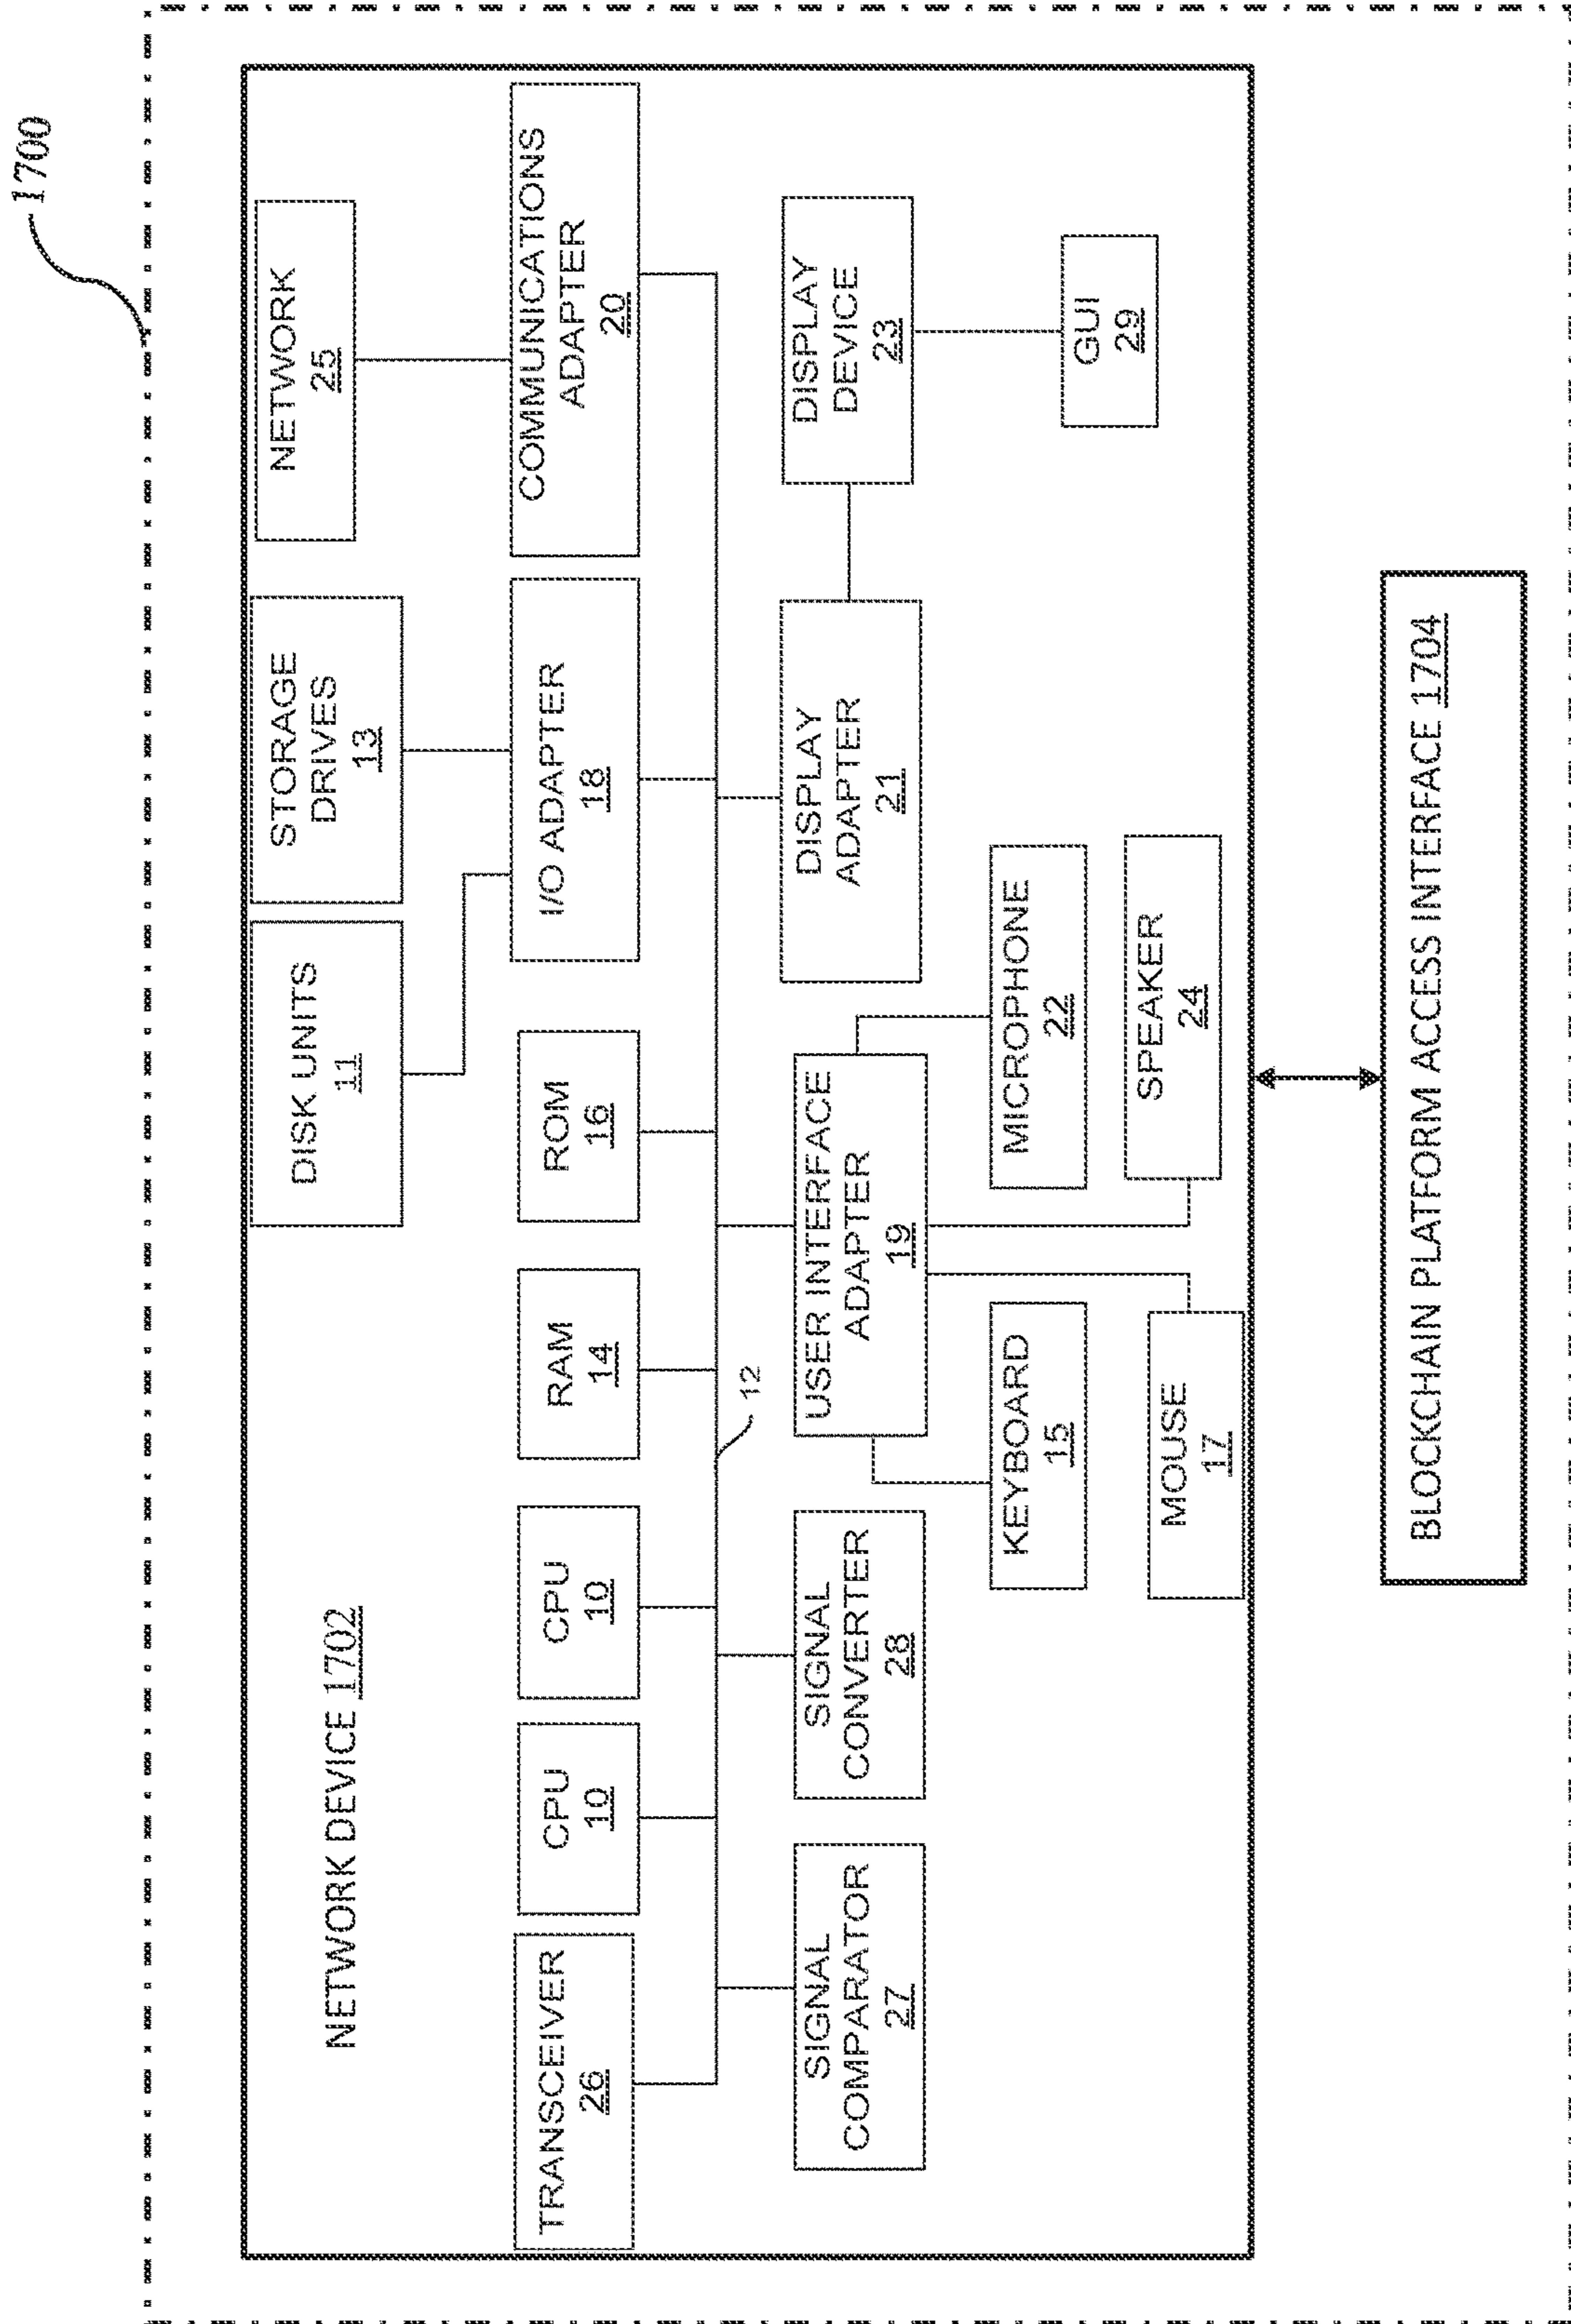 1700
NETWORK DEVICE 1702
DISK UNITS
11
STORAGE
DRIVES
13
NETWORK
25
TRANSCEIVER
26
CPU
10
CPU
10
RAM
14
ROM
16
I/O ADAPTER
18
COMMUNICATIONS
ADAPTER
20
12
SIGNAL
COMPARATOR
27
SIGNAL
CONVERTER
28
USER INTERFACE
ADAPTER
19
DISPLAY
ADAPTER
21
DISPLAY
DEVICE
23
KEYBOARD
15
MICROPHONE
22
GUI
29
MOUSE
17
SPEAKER
24
BLOCKCHAIN PLATFORM ACCESS INTERFACE 1704